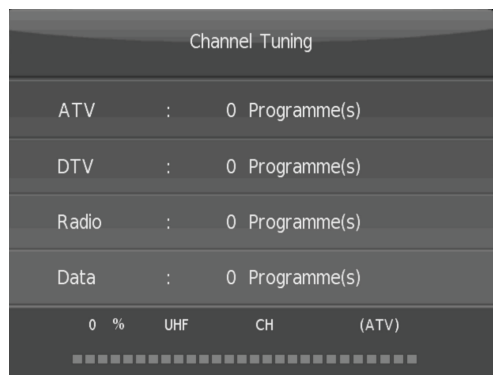 Channel Tuning
ATV : 0 Programme(s)
DTV : 0 Programme(s)
Radio : 0 Programme(s)
Data : 0 Programme(s)
0 % UHF CH (ATV)